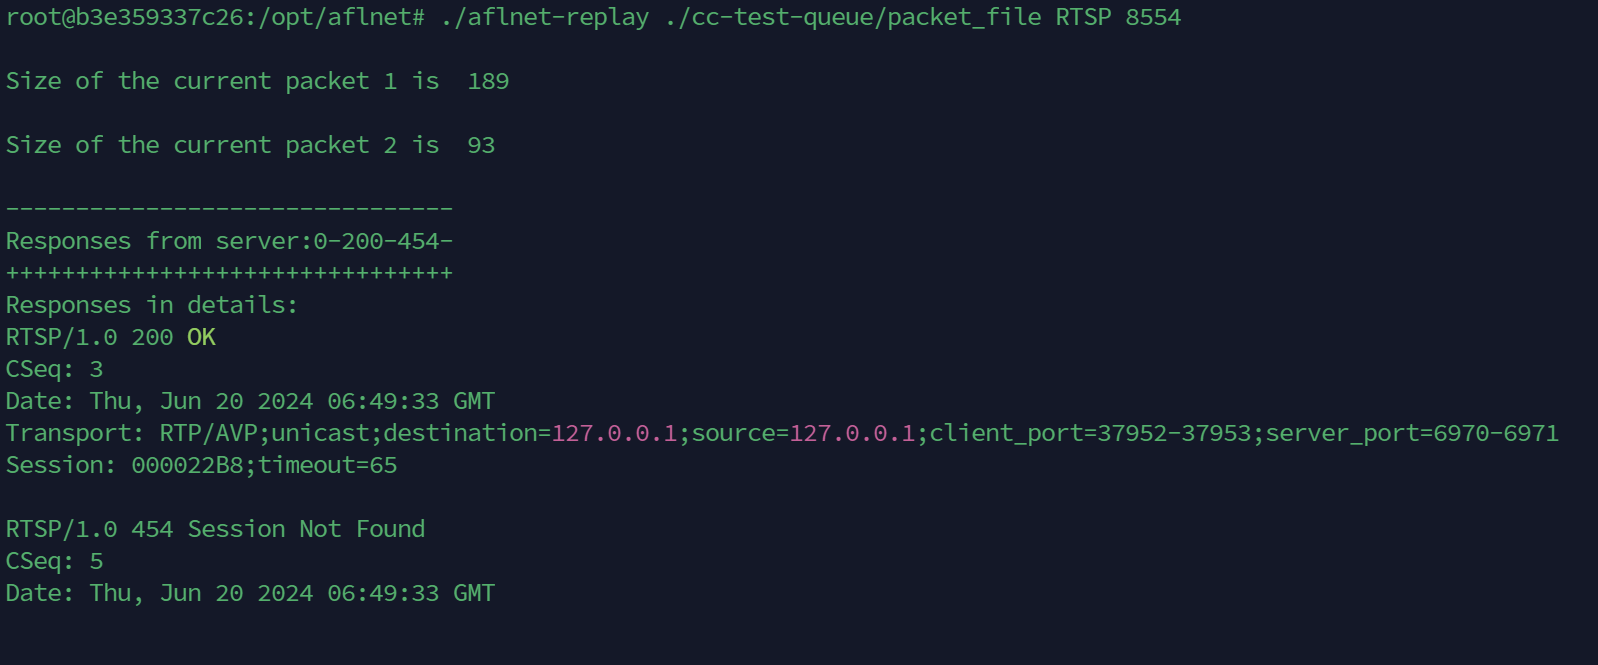 root@b3e359337c26:/opt/aflnet# ./aflnet-replay ./cc-test-queue/packet_file RTSP 8554
Size of the current packet 1 is  189
Size of the current packet 2 is  93
--------------------------------
Responses from server:0-200-454-
++++++++++++++++++++++++++++++++
Responses in details:
RTSP/1.0 200 OK
CSeq: 3
Date: Thu, Jun 20 2024 06:49:33 GMT
Transport: RTP/AVP;unicast;destination=127.0.0.1;source=127.0.0.1;client_port=37952-37953;server_port=6970-6971
Session: 000022B8;timeout=65
RTSP/1.0 454 Session Not Found
CSeq: 5
Date: Thu, Jun 20 2024 06:49:33 GMT